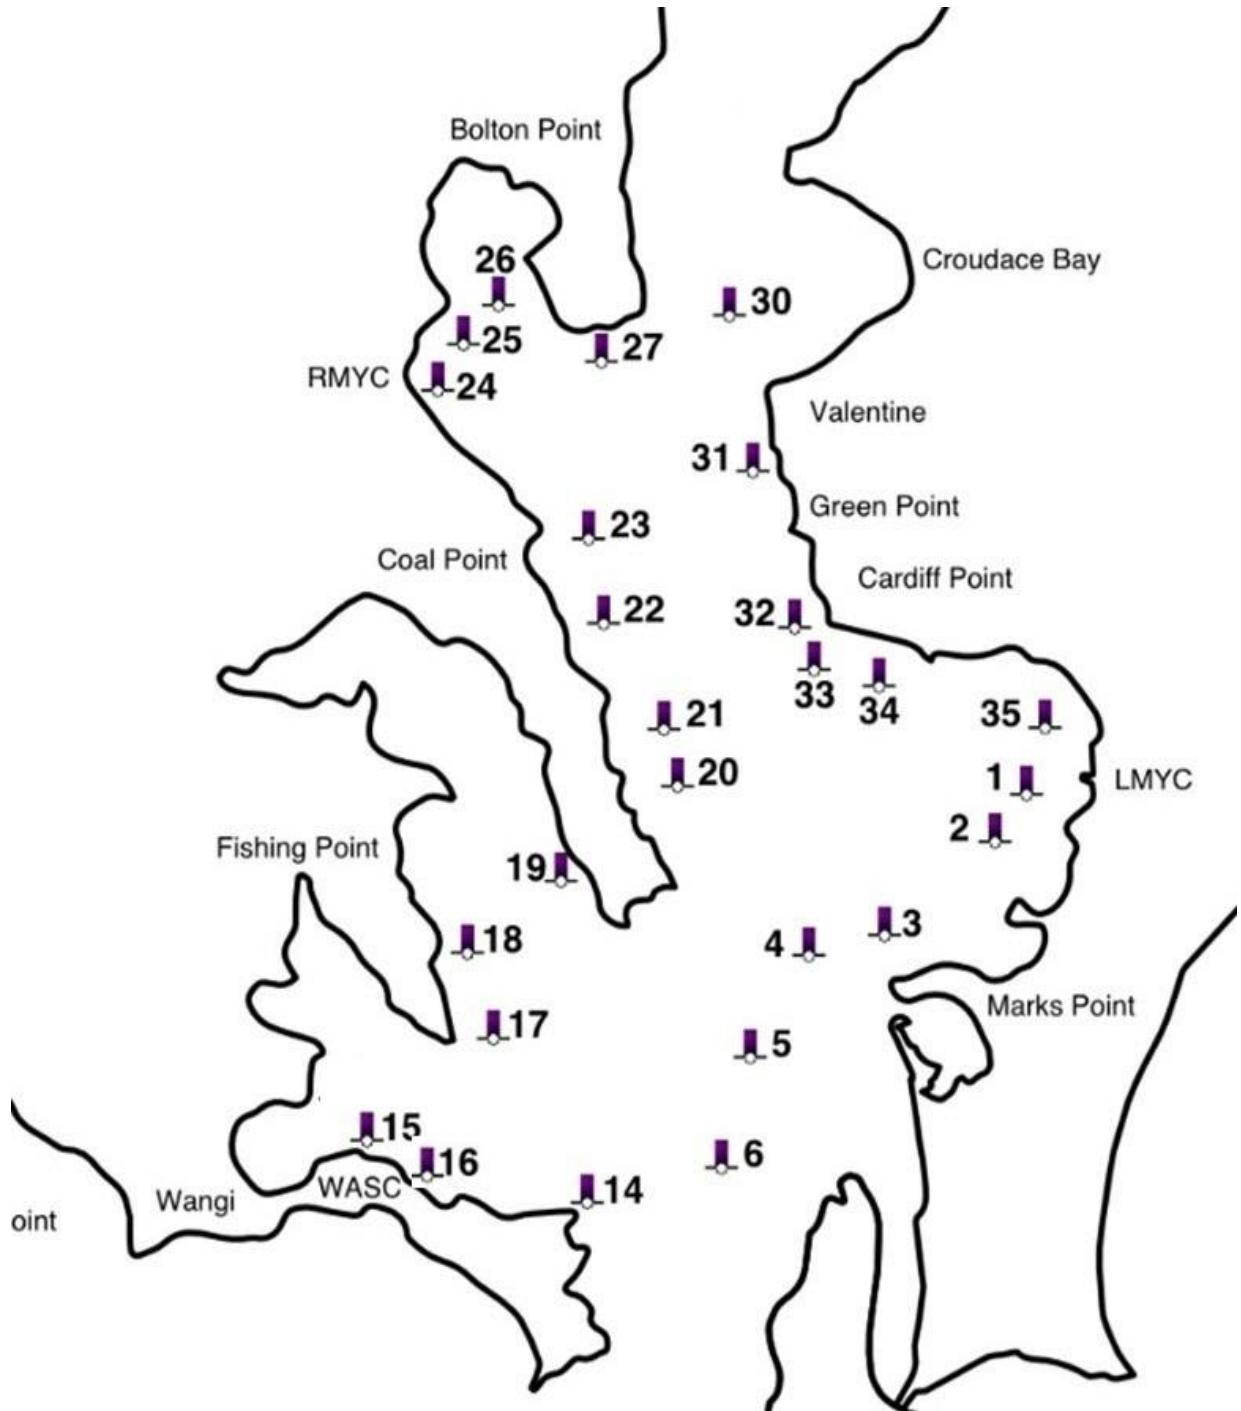 Bolton Point
26
Croudace Bay
30
25
27
RMYC
24
Valentine
31
Green Point
23
Coal Point
Cardiff Point
22
32
33
34
21
35
20
1
LMYC
2
Fishing Point
19
3
18
4
Marks Point
17
5
15
16
6
WASC
14
Wangi
oint